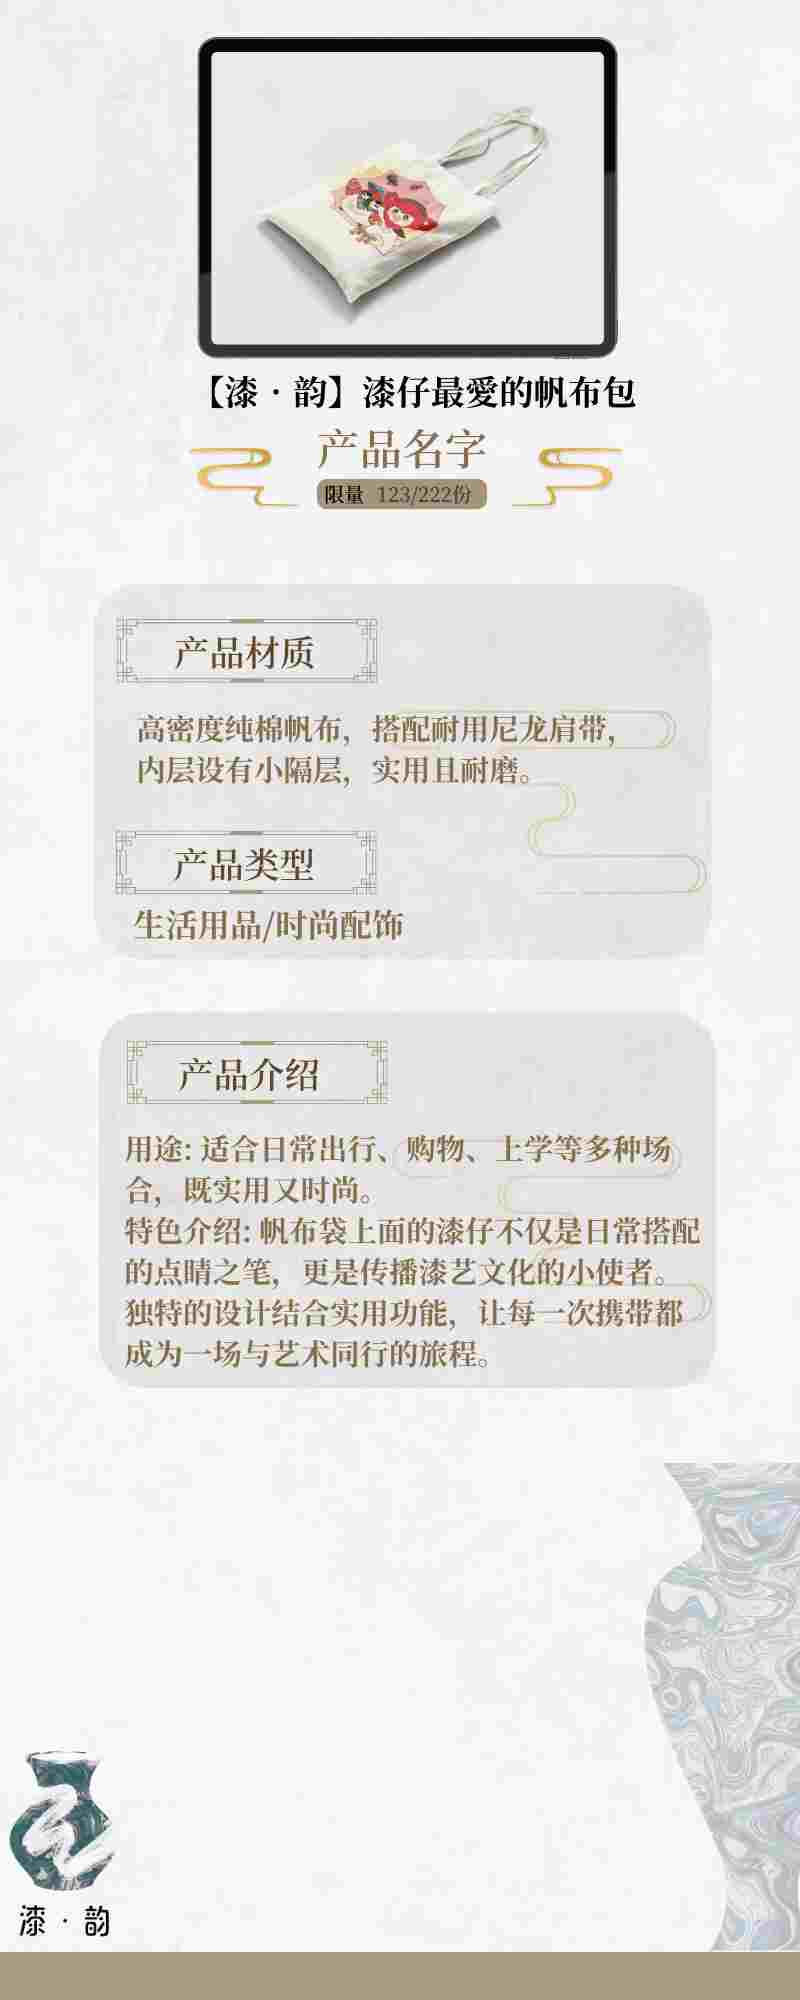 【漆·韵】漆仔最愛的帆布包
产品名字
限量 123/222份
产品材质
高密度纯棉帆布，搭配耐用尼龙肩带，
内层设有小隔层，实用且耐磨。
产品类型
生活用品/时尚配饰
产品介绍
用途: 适合日常出行、购物、上学等多种场
合，既实用又时尚。
特色介绍: 帆布袋上面的漆仔不仅是日常搭配
的点睛之笔，更是传播漆艺文化的小使者。
独特的设计结合实用功能，让每一次携带都
成为一场与艺术同行的旅程。
漆·韵